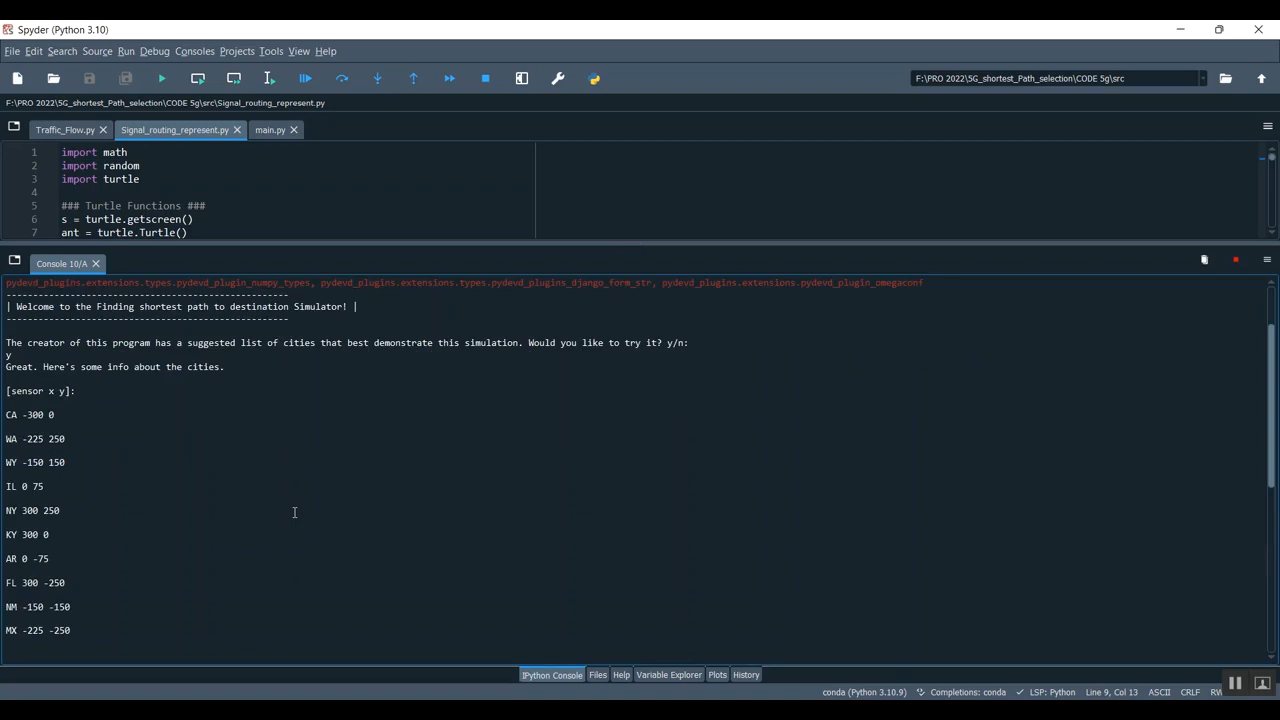 Spyder (Python 3.10)
File Edit Search Source Run Debug Consoles Projects Tools View Help
F:\PRO 2022\5G_shortest_Path_selection\CODE 5g\src
F:\PRO 2022\5G_shortest_Path_selection\CODE 5g\src\Signal_routing_represent.py
Traffic_Flow.py Signal_routing_represent.py main.py
1 import math
2 import random
3 import turtle
4
5 ### Turtle Functions ###
6 s = turtle.getscreen()
7 ant = turtle.Turtle()
Console 10/A
pydevd_plugins.extensions.types.pydevd_plugin_numpy_types, pydevd_plugins.extensions.types.pydevd_plugins_django_form_str, pydevd_plugins.extensions.pydevd_plugin_omegaconf
-----------------------------------------------------
| Welcome to the Finding shortest path to destination Simulator! |
-----------------------------------------------------
The creator of this program has a suggested list of cities that best demonstrate this simulation. Would you like to try it? y/n:
y
Great. Here's some info about the cities.
[sensor x y]:
CA -300 0
WA -225 250
WY -150 150
IL 0 75
NY 300 250
KY 300 0
AR 0 -75
FL 300 -250
NM -150 -150
MX -225 -250
IPython Console Files Help Variable Explorer Plots History
conda (Python 3.10.9) Completions: conda LSP: Python Line 9, Col 13 ASCII CRLF RW